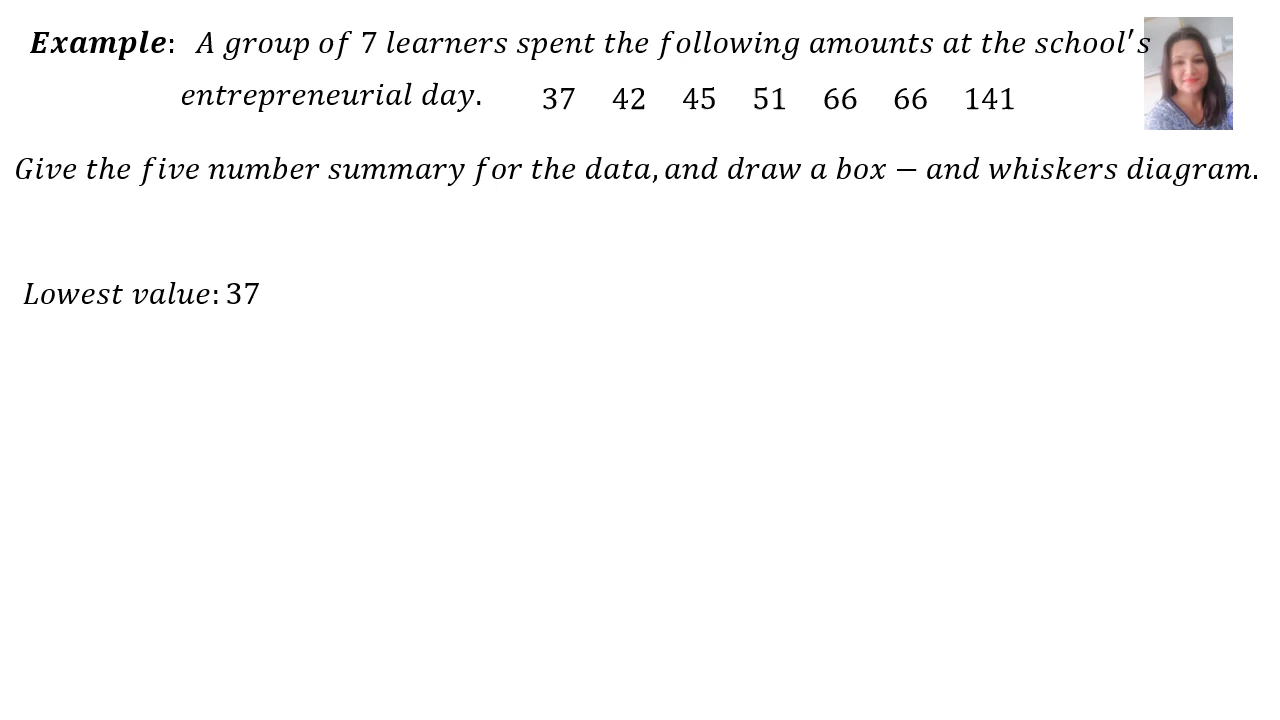 Example: A group of 7 learners spent the following amounts at the school's
entrepreneurial day. 37 42 45 51 66 66 141
Give the five number summary for the data, and draw a box − and whiskers diagram.
Lowest value: 37